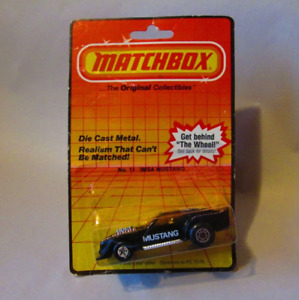 MATCHBOX
...The Original Collectibles
Die Cast Metal.
Realism That Can't
Be Matched!
Get behind
"The Wheel!"
No. 11 IMSA MUSTANG
MUSTANG